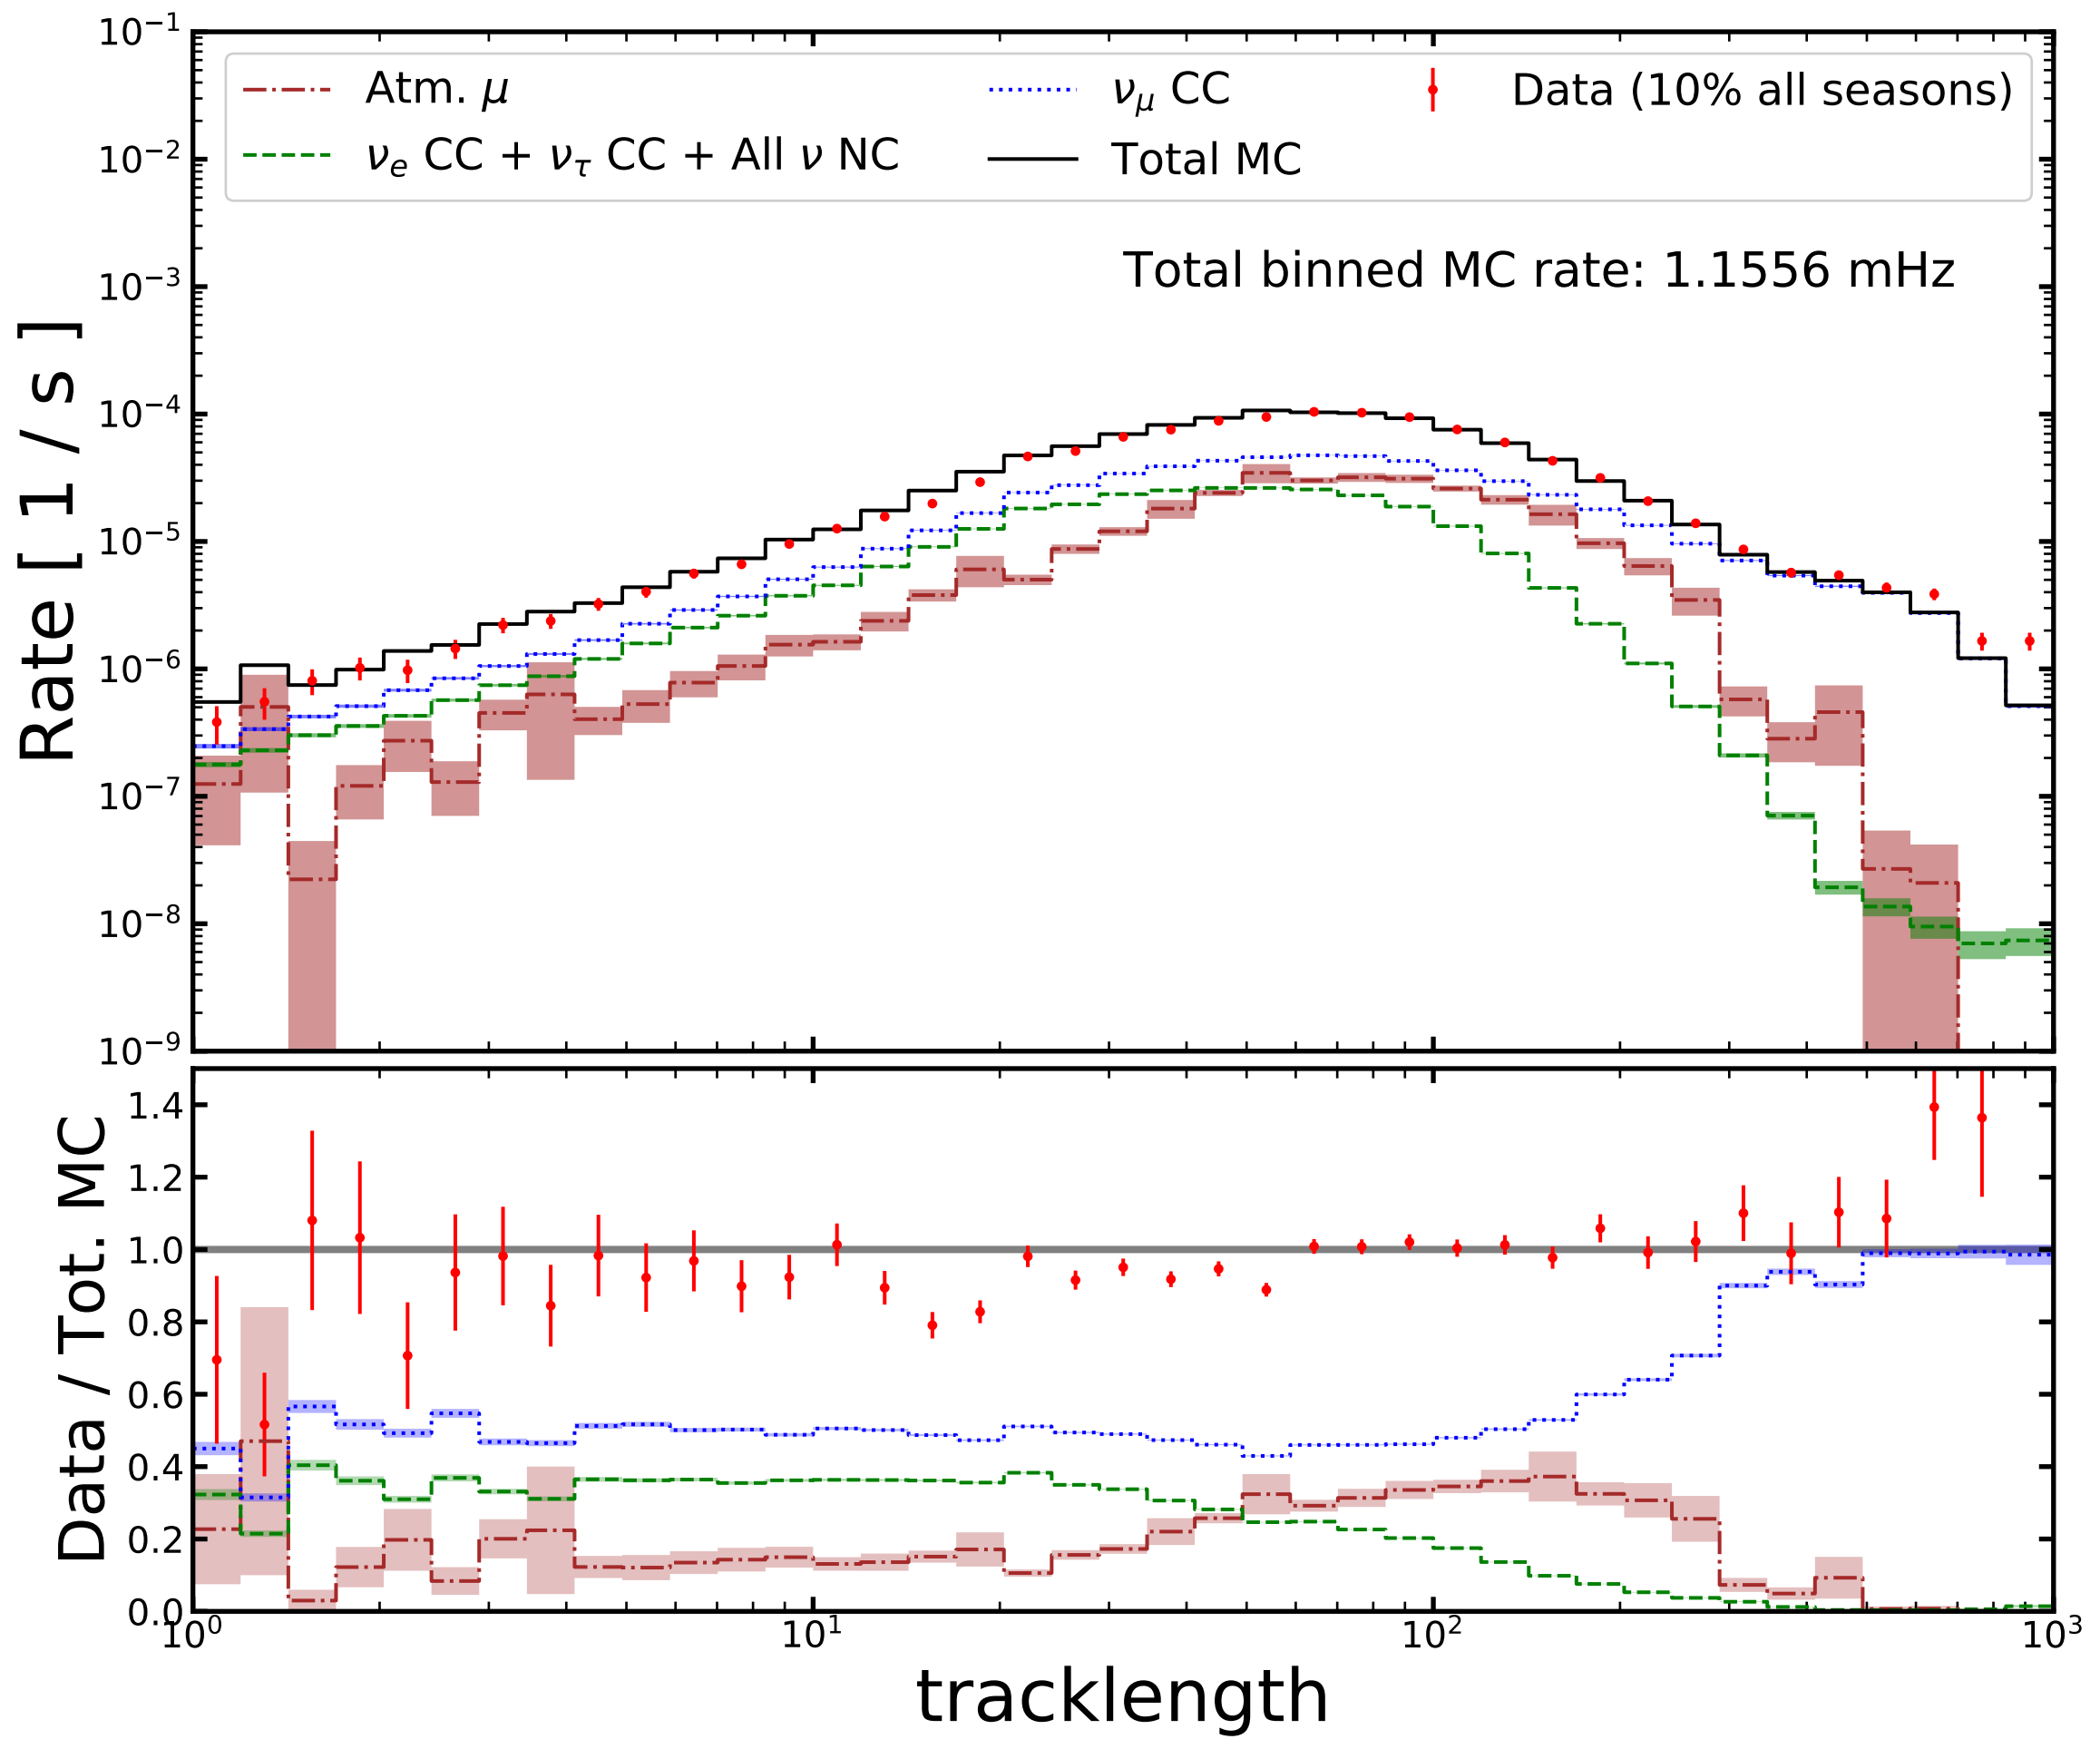 Atm. μ
ν_e CC + ν_τ CC + All ν NC
ν_μ CC
Total MC
Data (10% all seasons)
Total binned MC rate: 1.1556 mHz
Rate [ 1 / s ]
10⁻¹
10⁻²
10⁻³
10⁻⁴
10⁻⁵
10⁻⁶
10⁻⁷
10⁻⁸
10⁻⁹
Data / Tot. MC
1.4
1.2
1.0
0.8
0.6
0.4
0.2
0.0
10⁰ 10¹ 10² 10³
tracklength